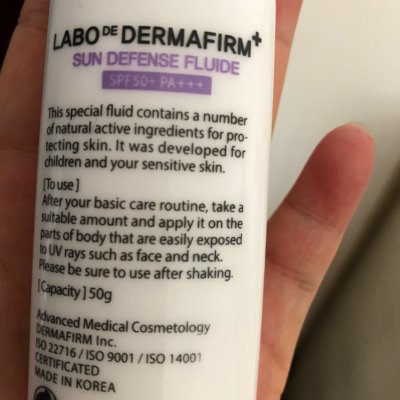 LABO DE DERMAFIRM+
SUN DEFENSE FLUIDE
SPF50+ PA+++
This special fluid contains a number
of natural active ingredients for pro-
tecting skin. It was developed for
children and your sensitive skin.
[To use]
After your basic care routine, take a
suitable amount and apply it on the
parts of body that are easily exposed
to UV rays such as face and neck.
Please be sure to use after shaking.
[Capacity] 50g
Advanced Medical Cosmetology
DERMAFIRM Inc.
ISO 22716 / ISO 9001 / ISO 14001
CERTIFICATED
MADE IN KOREA